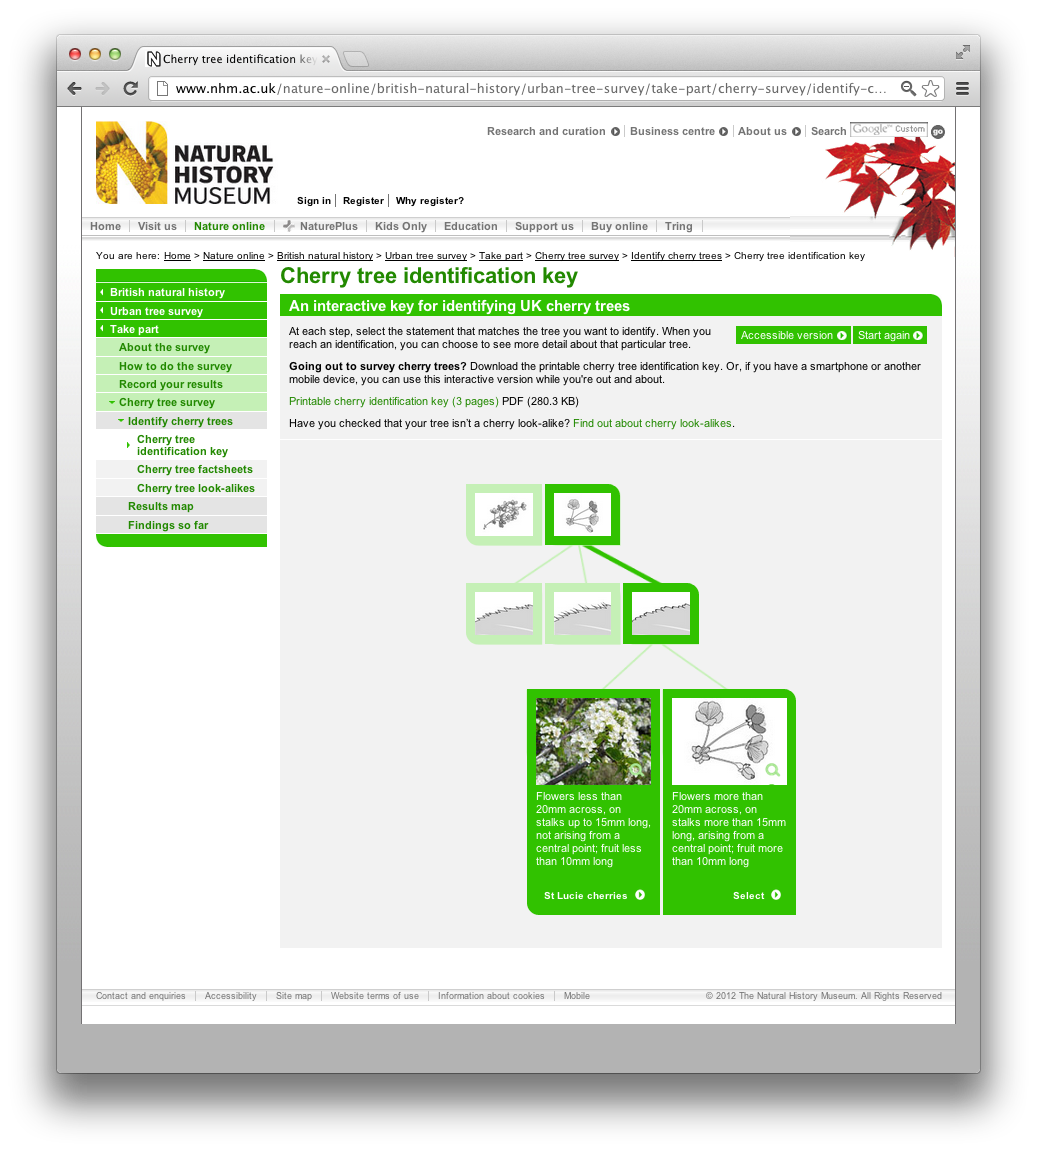 Cherry tree identification key
www.nhm.ac.uk/nature-online/british-natural-history/urban-tree-survey/take-part/cherry-survey/identify-c...
Research and curation | Business centre | About us | Search Google™ Custom go
NATURAL
HISTORY
MUSEUM
Sign in | Register | Why register?
Home | Visit us | Nature online | NaturePlus | Kids Only | Education | Support us | Buy online | Tring |
You are here: Home > Nature online > British natural history > Urban tree survey > Take part > Cherry tree survey > Identify cherry trees > Cherry tree identification key
British natural history
Urban tree survey
Take part
About the survey
How to do the survey
Record your results
Cherry tree survey
Identify cherry trees
Cherry tree
identification key
Cherry tree factsheets
Cherry tree look-alikes
Results map
Findings so far
Cherry tree identification key
An interactive key for identifying UK cherry trees
At each step, select the statement that matches the tree you want to identify. When you
reach an identification, you can choose to see more detail about that particular tree.
Accessible version
Start again
Going out to survey cherry trees? Download the printable cherry tree identification key. Or, if you have a smartphone or another
mobile device, you can use this interactive version while you're out and about.
Printable cherry identification key (3 pages) PDF (280.3 KB)
Have you checked that your tree isn't a cherry look-alike? Find out about cherry look-alikes.
Flowers less than
20mm across, on
stalks up to 15mm long,
not arising from a
central point; fruit less
than 10mm long
St Lucie cherries
Flowers more than
20mm across, on
stalks more than 15mm
long, arising from a
central point; fruit more
than 10mm long
Select
Contact and enquiries | Accessibility | Site map | Website terms of use | Information about cookies | Mobile
© 2012 The Natural History Museum. All Rights Reserved